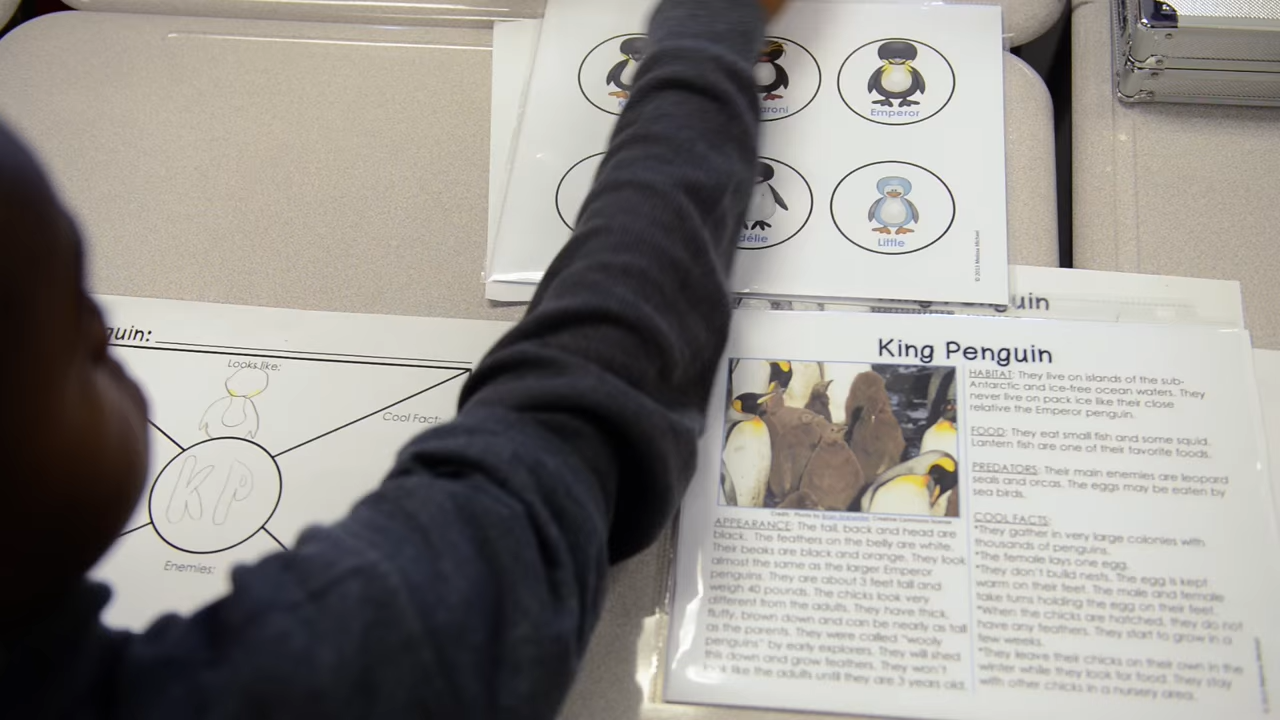 Emperor
Little
King Penguin
HABITAT: They live on islands of the sub-
Antarctic and ice-free ocean waters. They
never live on pack ice like their close
relative the Emperor penguin.
FOOD: They eat small fish and some squid.
Lantern fish are one of their favorite foods.
PREDATORS: Their main enemies are leopard
seals and orcas. The eggs may be eaten by
sea birds.
COOL FACTS:
*They gather in very large colonies with
thousands of penguins.
*The female lays one egg.
*They don't build nests. The egg is kept
warm on their feet. The male and female
take turns holding the egg on their feet.
*When the chicks are hatched, they do not
have any feathers. They start to grow in a
few weeks.
*They leave their chicks on their own in the
winter while they look for food. They stay
with other chicks in a nursery area.
APPEARANCE: The tail, back and head are
black. The feathers on the belly are white.
Their beaks are black and orange. They look
almost the same as the larger Emperor
penguins. They are about 3 feet tall and
weigh 40 pounds. The chicks look very
different from the adults. They have thick,
fluffy, brown down and can be nearly as tall
as the parents. They were called "wooly
penguins" by early explorers. They will shed
this down and grow feathers. They won't
look like the adults until they are 3 years old.
Looks like:
Cool Fact:
KP
Enemies: